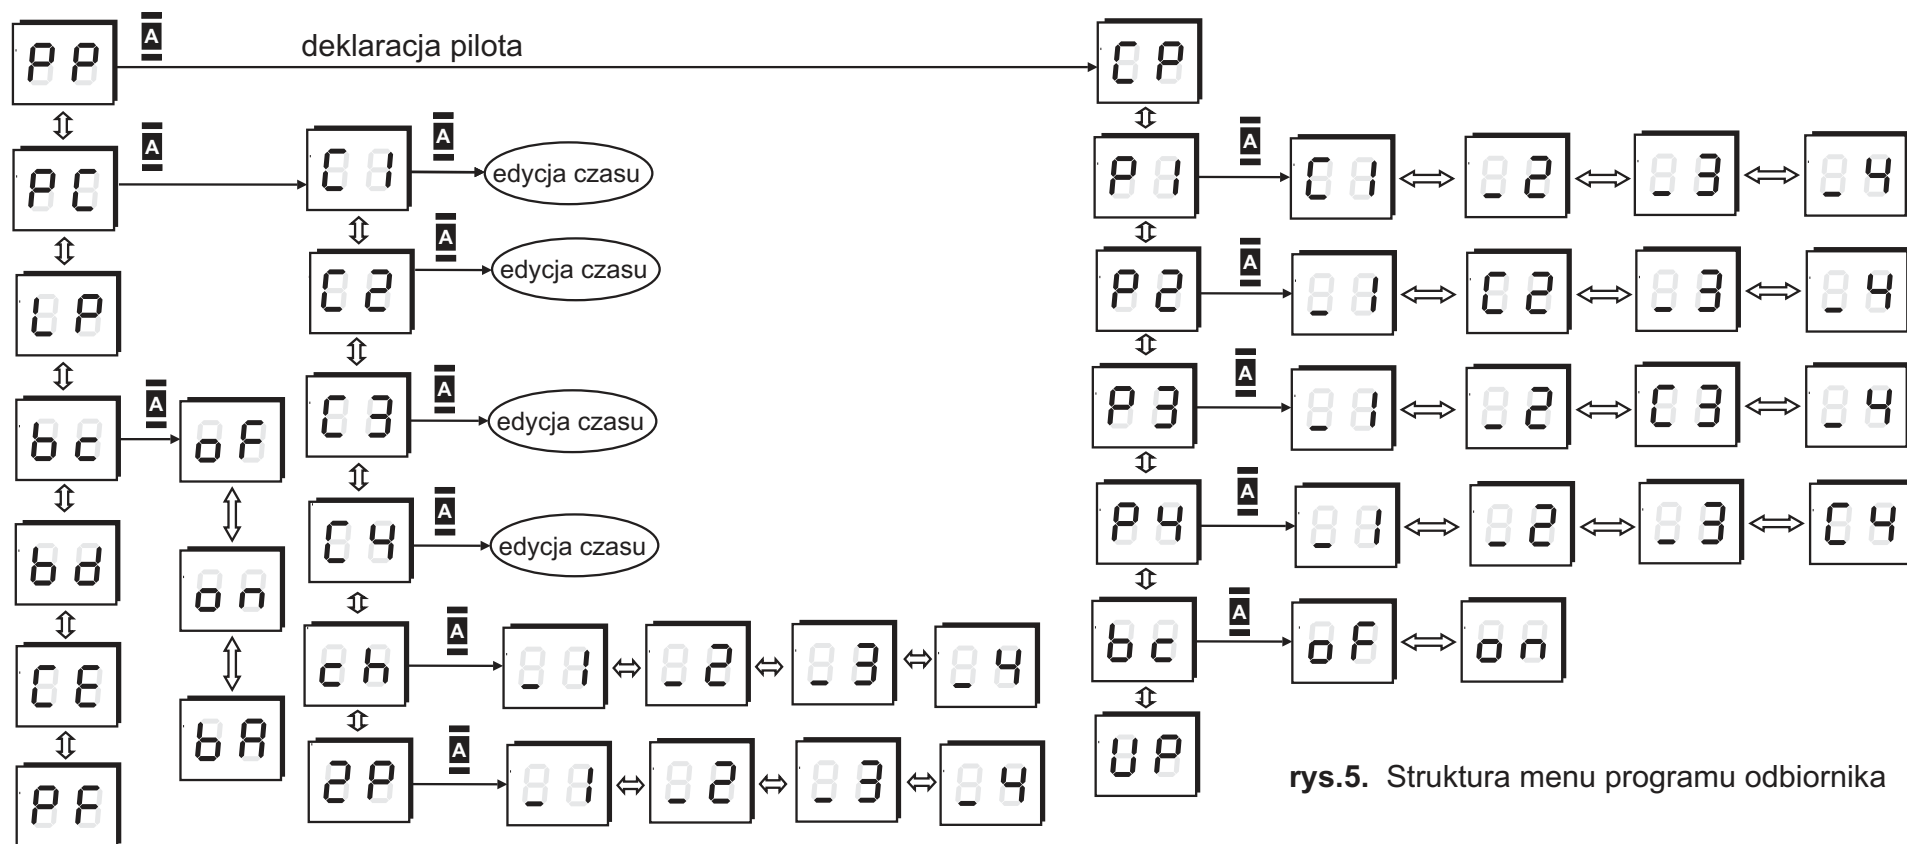 PP A deklaracja pilota CP
PC A C1 A edycja czasu P1 A C1 _2 _3 _4
LP C2 A edycja czasu P2 A _1 C2 _3 _4
bc A oF C3 A edycja czasu P3 A _1 _2 C3 _4
bd on C4 A edycja czasu P4 A _1 _2 _3 C4
CE bA ch A _1 _2 _3 _4 bc A oF on
PF 2P A _1 _2 _3 _4 UP
rys.5. Struktura menu programu odbiornika